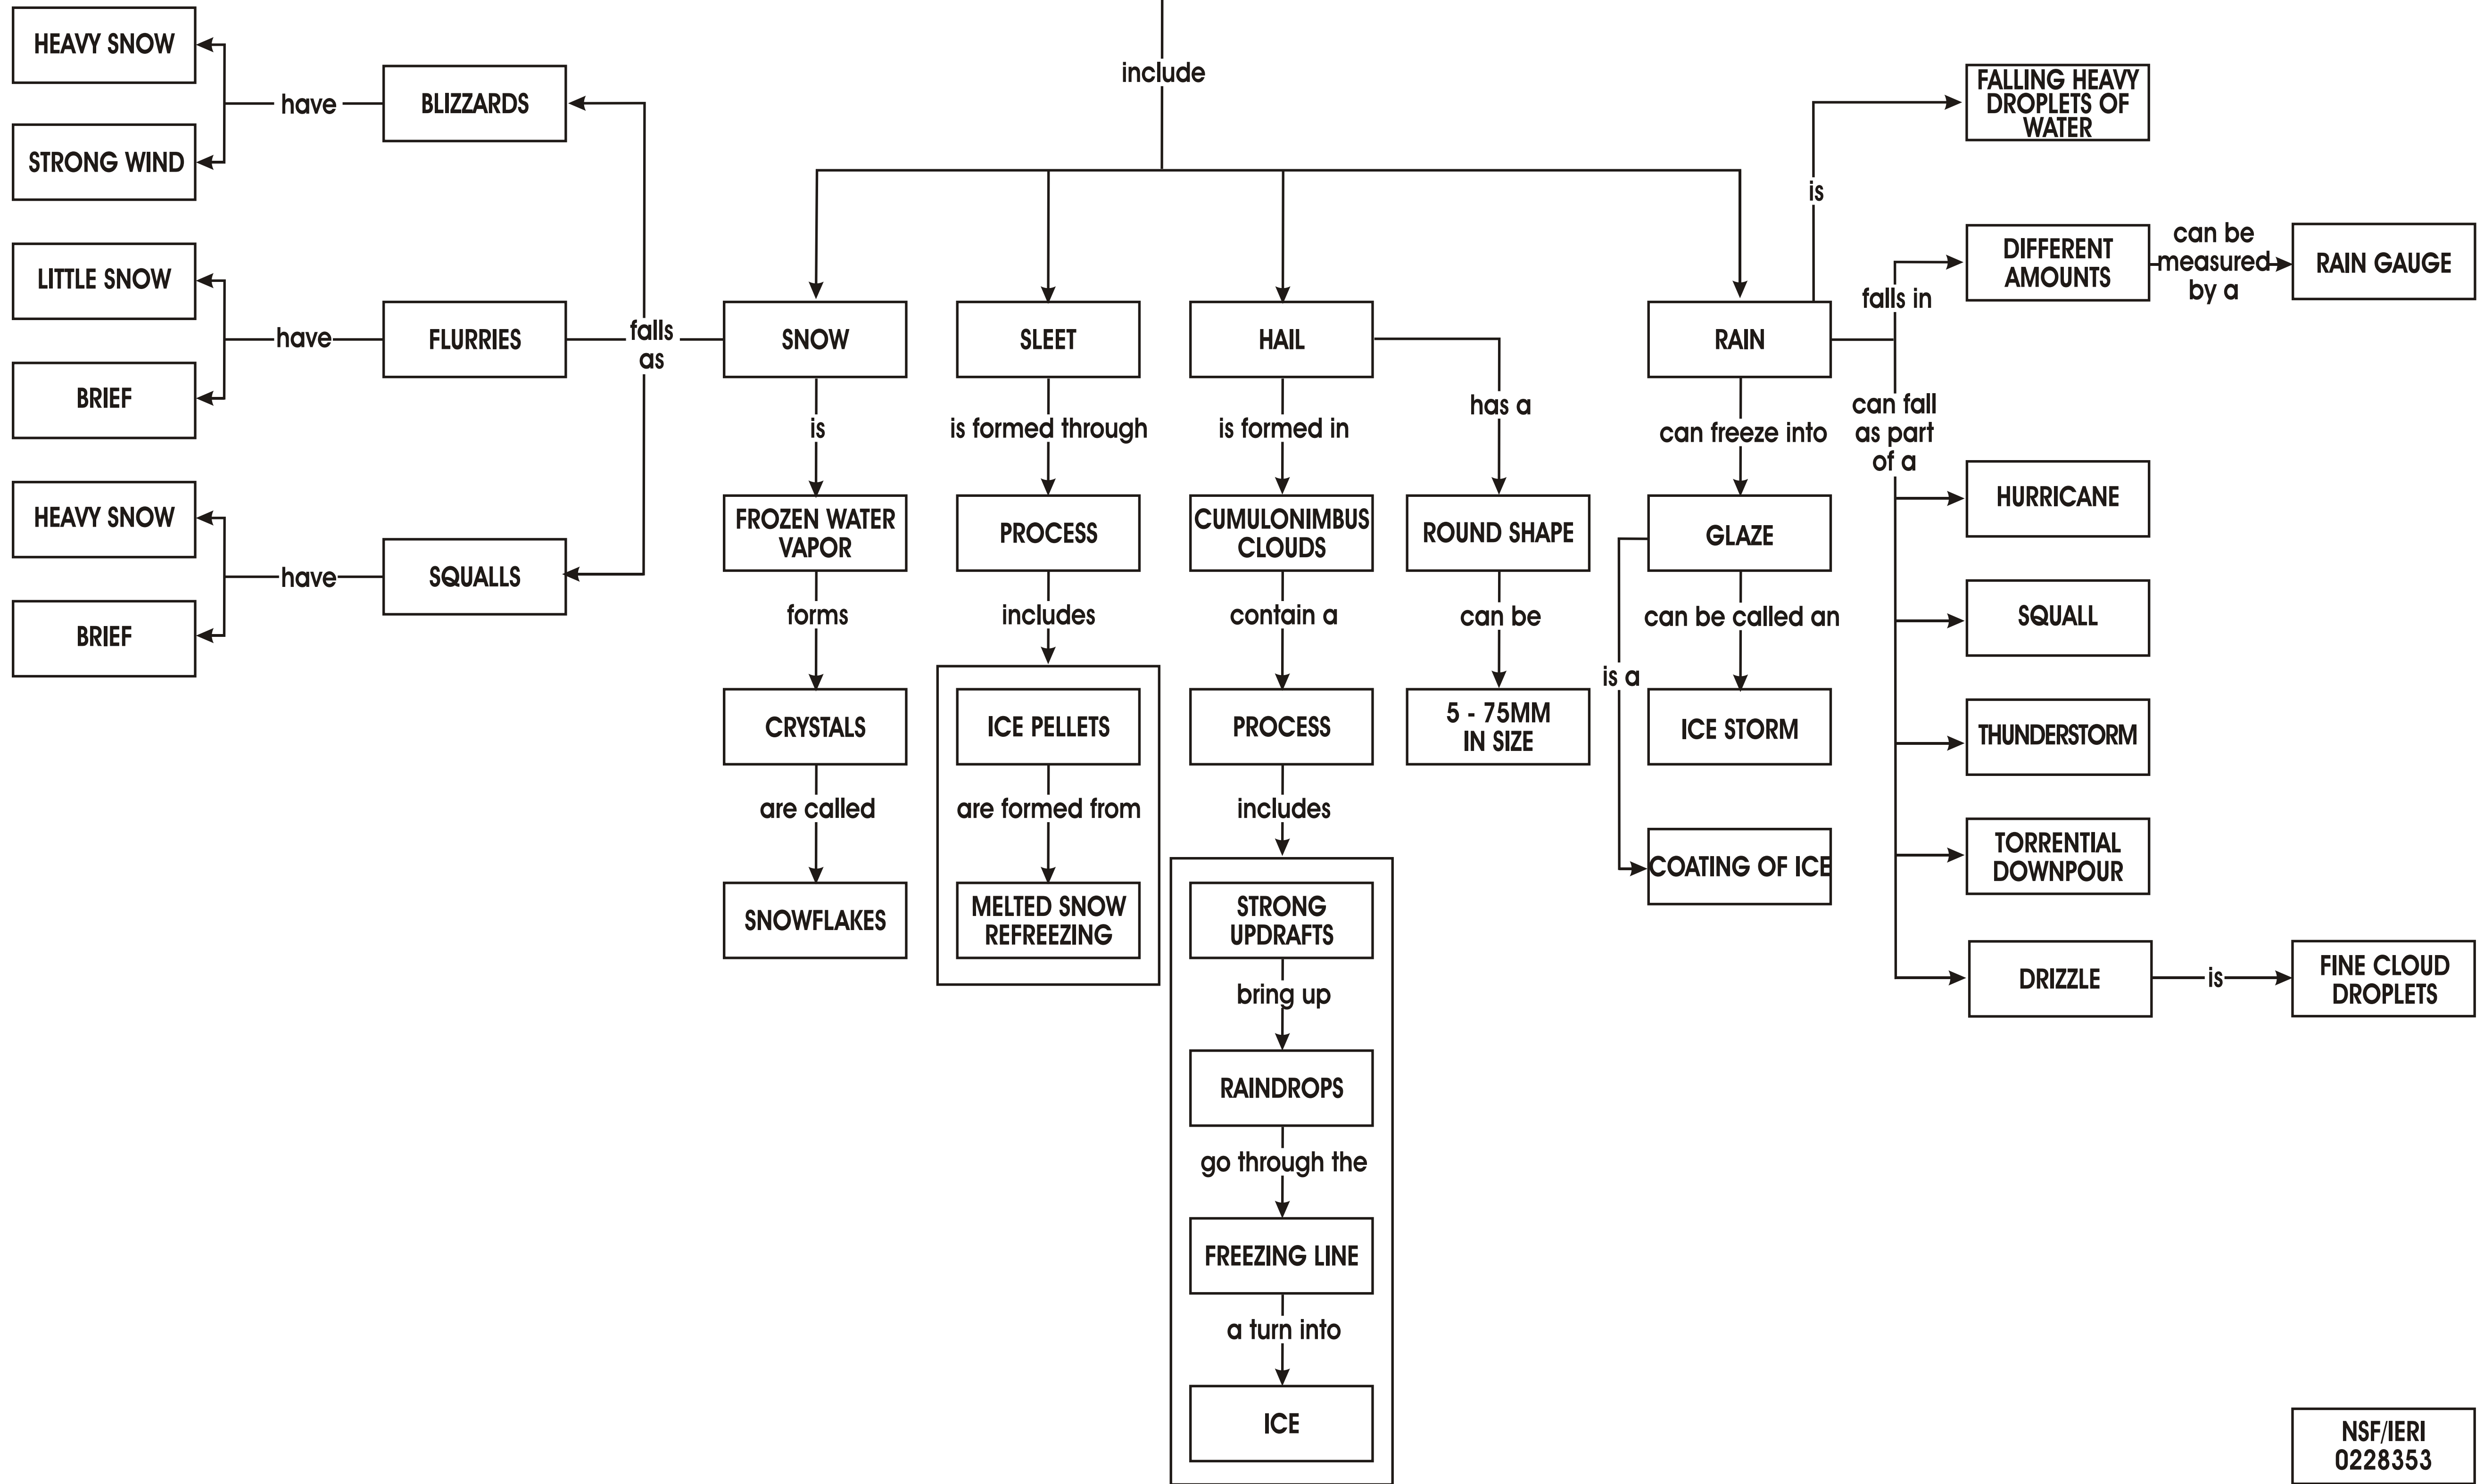 include
HEAVY SNOW
have
BLIZZARDS
STRONG WIND
LITTLE SNOW
have
FLURRIES
BRIEF
HEAVY SNOW
have
SQUALLS
BRIEF
falls
as
SNOW
is
FROZEN WATER
VAPOR
forms
CRYSTALS
are called
SNOWFLAKES
SLEET
is formed through
PROCESS
includes
ICE PELLETS
are formed from
MELTED SNOW
REFREEZING
HAIL
is formed in
CUMULONIMBUS
CLOUDS
contain a
PROCESS
includes
STRONG
UPDRAFTS
bring up
RAINDROPS
go through the
FREEZING LINE
a turn into
ICE
has a
ROUND SHAPE
can be
5 - 75MM
IN SIZE
RAIN
can freeze into
GLAZE
can be called an
ICE STORM
is a
COATING OF ICE
is
FALLING HEAVY
DROPLETS OF
WATER
falls in
DIFFERENT
AMOUNTS
can be
measured
by a
RAIN GAUGE
can fall
as part
of a
HURRICANE
SQUALL
THUNDERSTORM
TORRENTIAL
DOWNPOUR
DRIZZLE
is
FINE CLOUD
DROPLETS
NSF/IERI
0228353